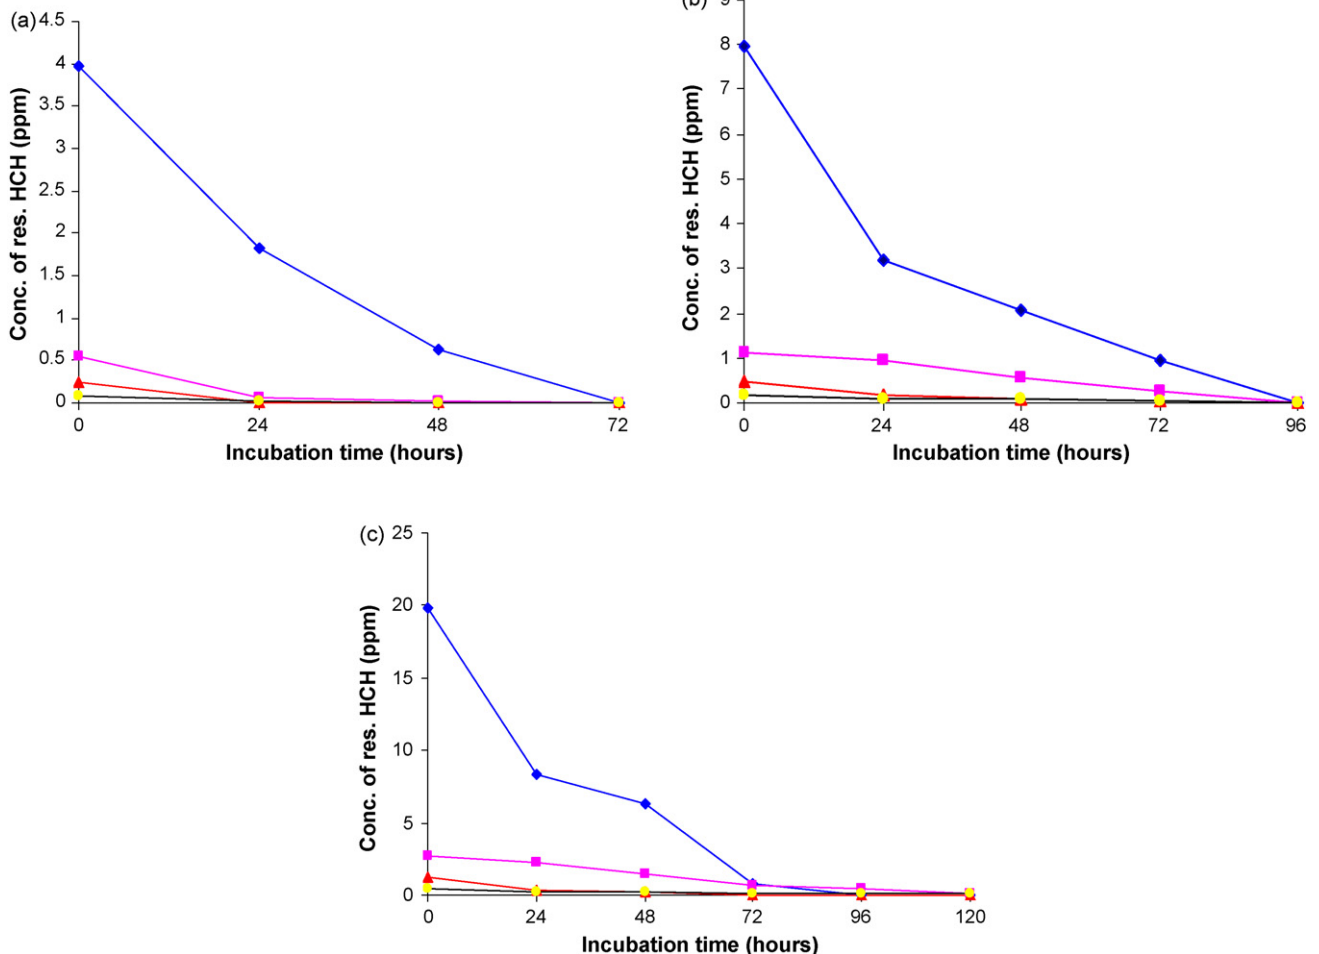 (a)
4.5
4
3.5
3
2.5
2
1.5
1
0.5
0
Conc. of res. HCH (ppm)
0 24 48 72
Incubation time (hours)
(b)
9
8
7
6
5
4
3
2
1
0
Conc. of res. HCH (ppm)
0 24 48 72 96
Incubation time (hours)
(c)
25
20
15
10
5
0
Conc. of res. HCH (ppm)
0 24 48 72 96 120
Incubation time (hours)